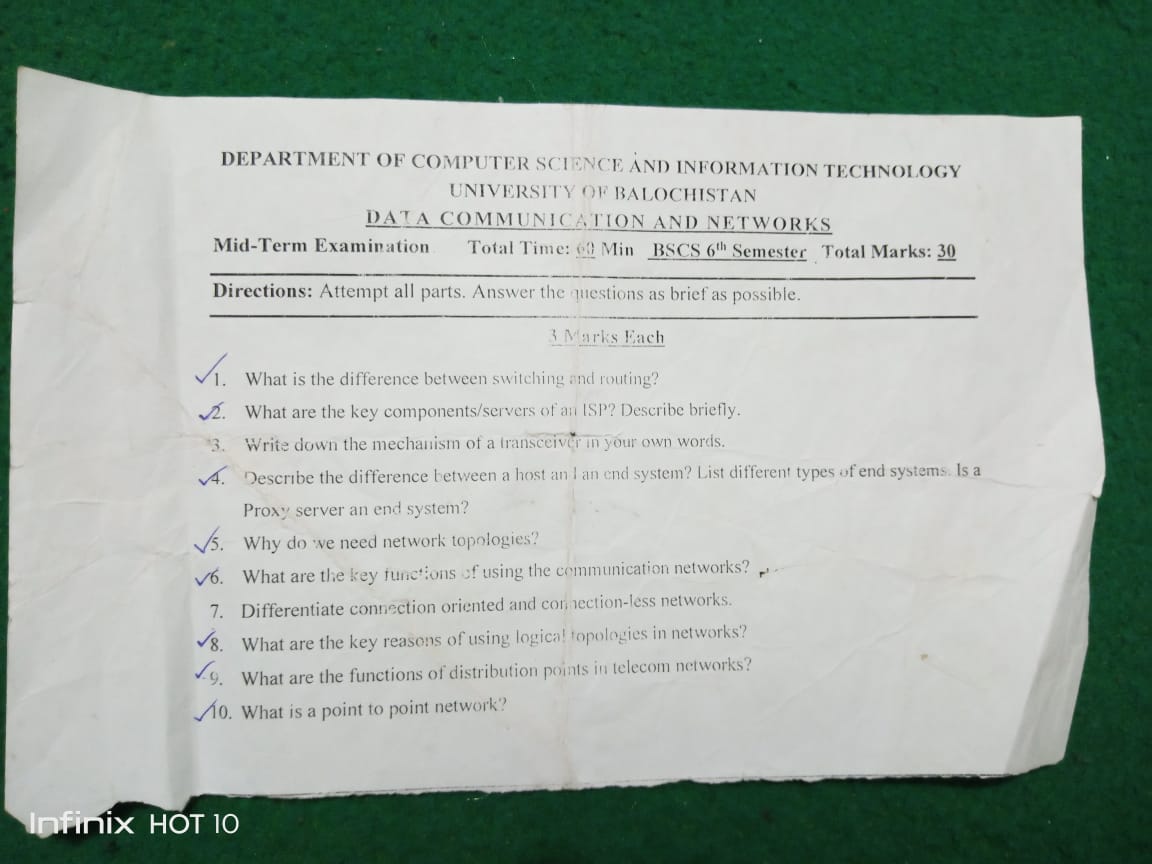 DEPARTMENT OF COMPUTER SCIENCE AND INFORMATION TECHNOLOGY
UNIVERSITY OF BALOCHISTAN
DATA COMMUNICATION AND NETWORKS
Mid-Term Examination Total Time: 60 Min BSCS 6th Semester Total Marks: 30
Directions: Attempt all parts. Answer the questions as brief as possible.
3 Marks Each
1. What is the difference between switching and routing?
2. What are the key components/servers of an ISP? Describe briefly.
3. Write down the mechanism of a transceiver in your own words.
4. Describe the difference between a host and an end system? List different types of end systems. Is a
Proxy server an end system?
5. Why do we need network topologies?
6. What are the key functions of using the communication networks?
7. Differentiate connection oriented and connection-less networks.
8. What are the key reasons of using logical topologies in networks?
9. What are the functions of distribution points in telecom networks?
10. What is a point to point network?
Infinix HOT 10